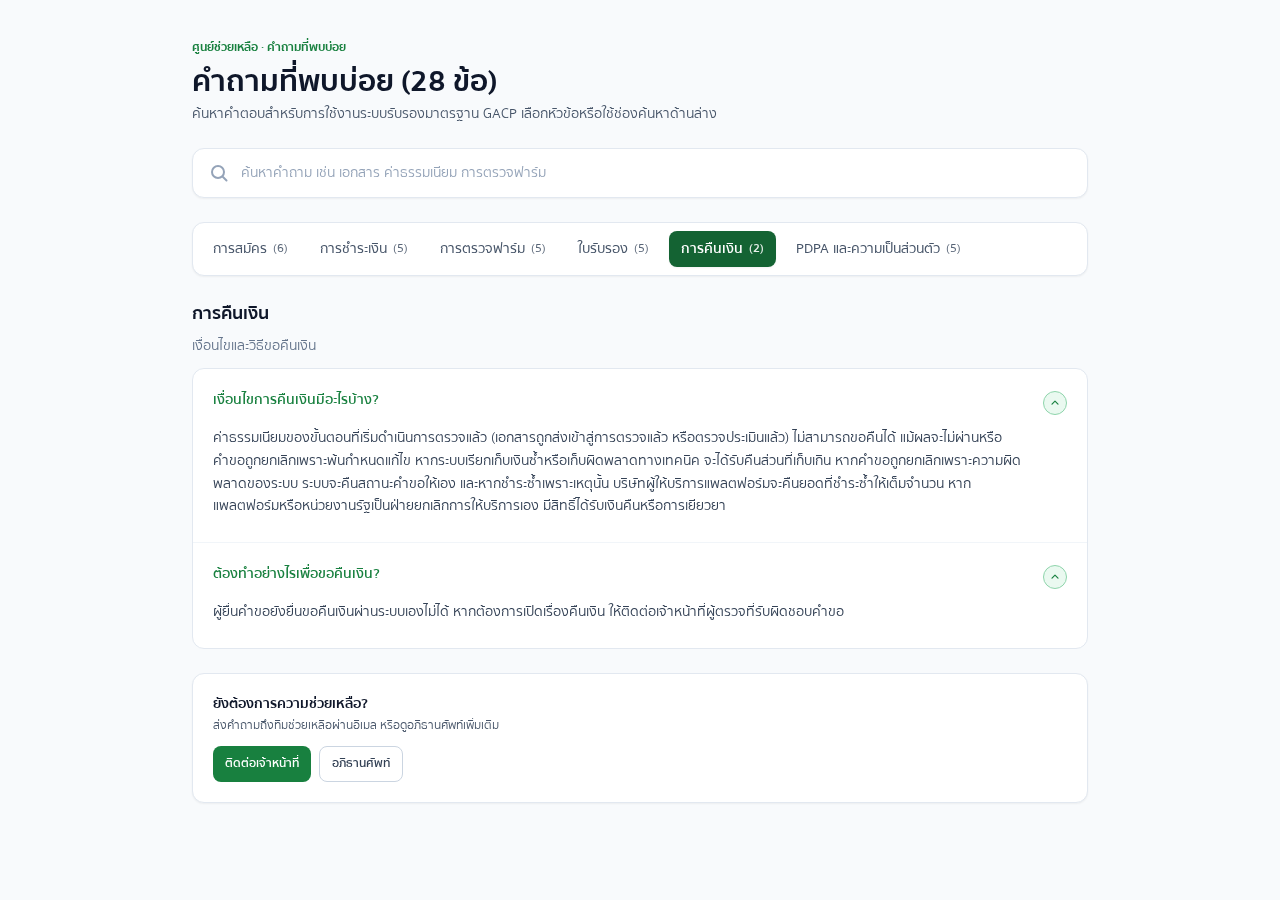 ศูนย์ช่วยเหลือ · คำถามที่พบบ่อย
คำถามที่พบบ่อย (28 ข้อ)
ค้นหาคำตอบสำหรับการใช้งานระบบรับรองมาตรฐาน GACP เลือกหัวข้อหรือใช้ช่องค้นหาด้านล่าง
ค้นหาคำถาม เช่น เอกสาร ค่าธรรมเนียม การตรวจฟาร์ม
การสมัคร (6) การชำระเงิน (5) การตรวจฟาร์ม (5) ใบรับรอง (5) การคืนเงิน (2) PDPA และความเป็นส่วนตัว (5)
การคืนเงิน
เงื่อนไขและวิธีขอคืนเงิน
เงื่อนไขการคืนเงินมีอะไรบ้าง?
ค่าธรรมเนียมของขั้นตอนที่เริ่มดำเนินการตรวจแล้ว (เอกสารถูกส่งเข้าสู่การตรวจแล้ว หรือตรวจประเมินแล้ว) ไม่สามารถขอคืนได้ แม้ผลจะไม่ผ่านหรือ
คำขอถูกยกเลิกเพราะพ้นกำหนดแก้ไข หากระบบเรียกเก็บเงินซ้ำหรือเก็บผิดพลาดทางเทคนิค จะได้รับคืนส่วนที่เก็บเกิน หากคำขอถูกยกเลิกเพราะความผิด
พลาดของระบบ ระบบจะคืนสถานะคำขอให้เอง และหากชำระซ้ำเพราะเหตุนั้น บริษัทผู้ให้บริการแพลตฟอร์มจะคืนยอดที่ชำระซ้ำให้เต็มจำนวน หาก
แพลตฟอร์มหรือหน่วยงานรัฐเป็นฝ่ายยกเลิกการให้บริการเอง มีสิทธิ์ได้รับเงินคืนหรือการเยียวยา
ต้องทำอย่างไรเพื่อขอคืนเงิน?
ผู้ยื่นคำขอยังยื่นขอคืนเงินผ่านระบบเองไม่ได้ หากต้องการเปิดเรื่องคืนเงิน ให้ติดต่อเจ้าหน้าที่ผู้ตรวจที่รับผิดชอบคำขอ
ยังต้องการความช่วยเหลือ?
ส่งคำถามถึงทีมช่วยเหลือผ่านอีเมล หรือดูอภิธานศัพท์เพิ่มเติม
ติดต่อเจ้าหน้าที่ อภิธานศัพท์